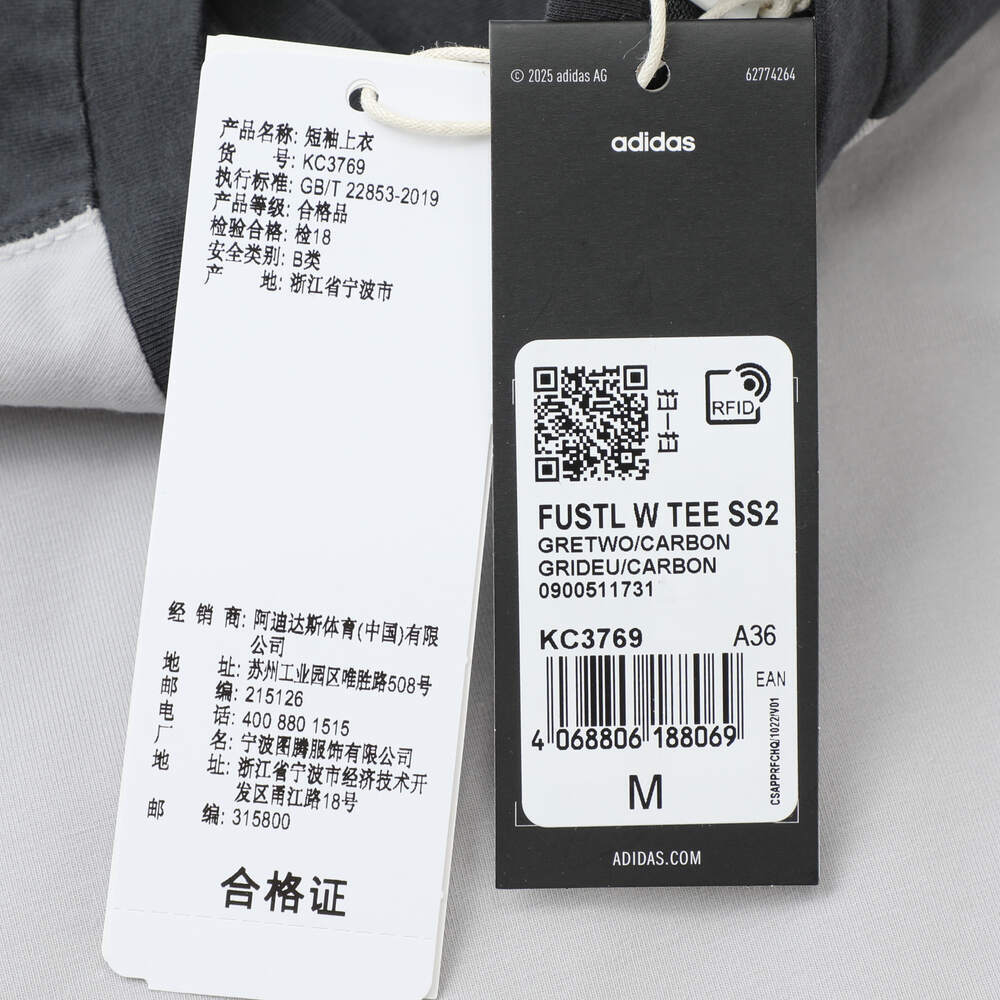 产品名称: 短袖上衣
货 号: KC3769
执行标准: GB/T 22853-2019
产品等级: 合格品
检验合格: 检18
安全类别: B类
产 地: 浙江省宁波市
经 销 商: 阿迪达斯体育(中国)有限
公司
地 址: 苏州工业园区唯胜路508号
邮 编: 215126
电 话: 400 880 1515
厂 名: 宁波图腾服饰有限公司
地 址: 浙江省宁波市经济技术开
发区甬江路18号
邮 编: 315800
合格证
© 2025 adidas AG
62774264
adidas
扫一扫
RFID
FUSTL W TEE SS2
GRETWO/CARBON
GRIDEU/CARBON
0900511731
KC3769 A36
EAN
4 068806 188069
CSAPPRFCHQ/1022/V01
M
ADIDAS.COM